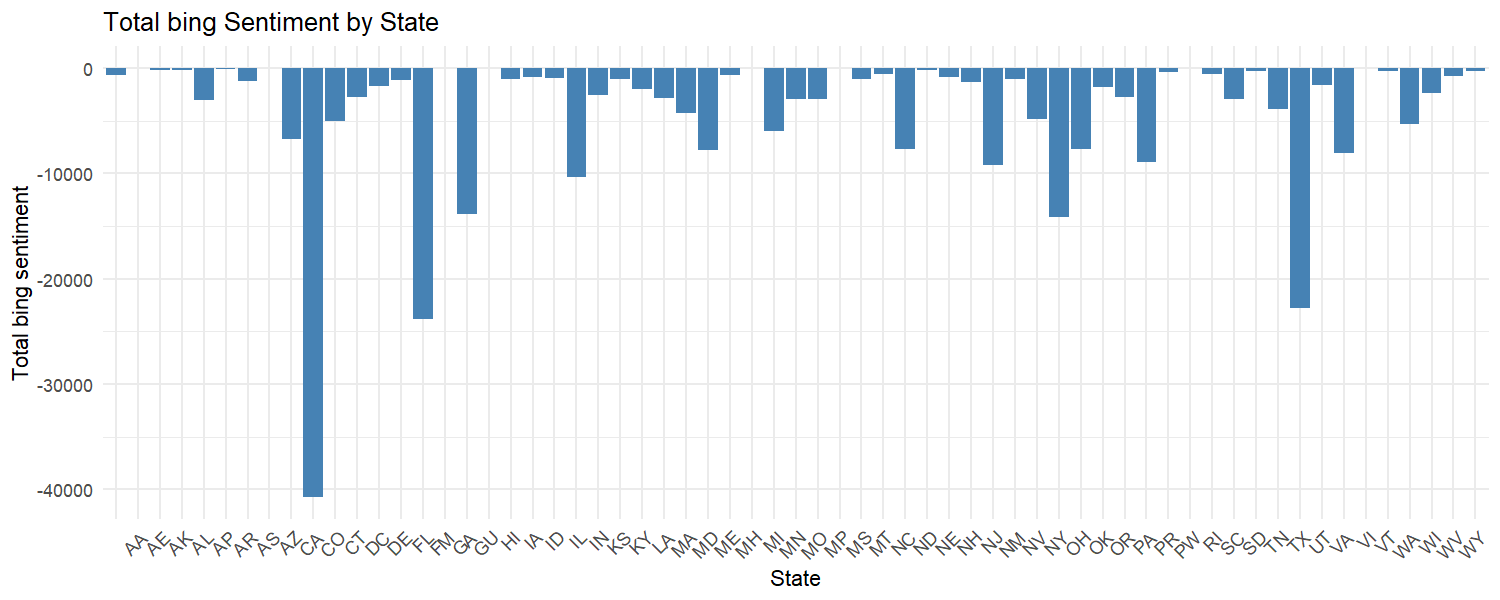 Total bing Sentiment by State
Total bing sentiment
0
-10000
-20000
-30000
-40000
AA AE AK AL AP AR AS AZ CA CO CT DC DE FL FM GA GU HI IA ID IL IN KS KY LA MA MD ME MH MI MN MO MP MS MT NC ND NE NH NJ NM NV NY OH OK OR PA PR PW RI SC SD TN TX UT VA VI VT WA WI WV WY
State